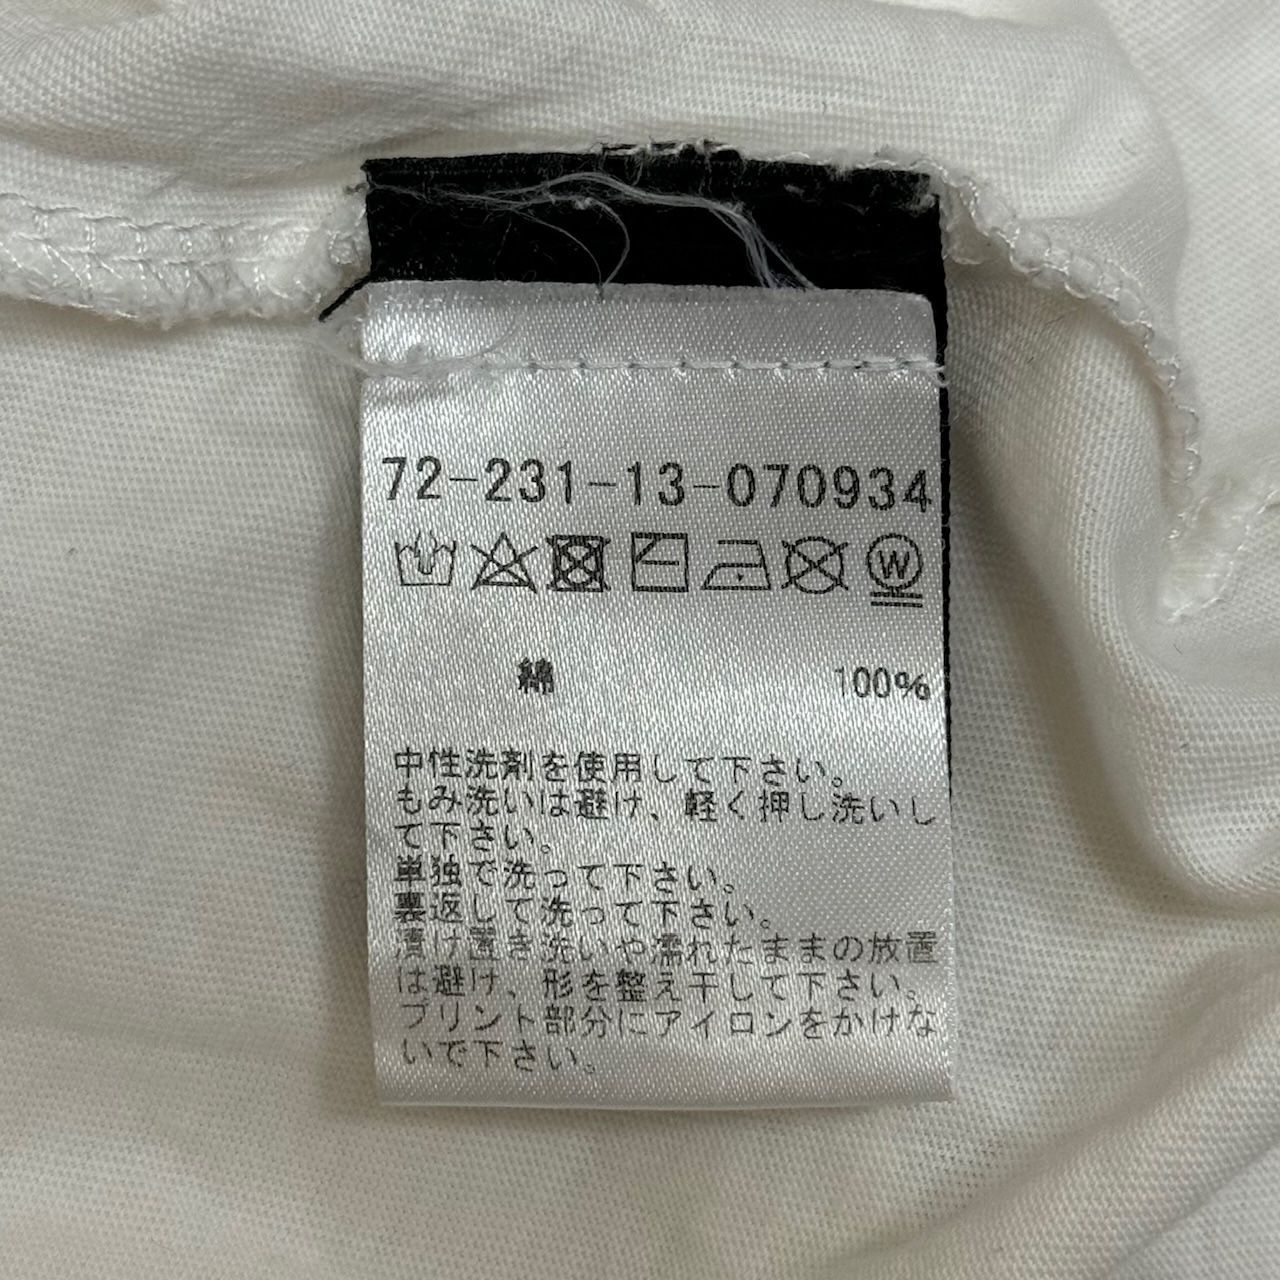 72-231-13-070934
W
綿 100%
中性洗剤を使用して下さい。
もみ洗いは避け、軽く押し洗いし
て下さい。
単独で洗って下さい。
裏返して洗って下さい。
漬け置き洗いや濡れたままの放置
は避け、形を整え干して下さい。
プリント部分にアイロンをかけな
いで下さい。